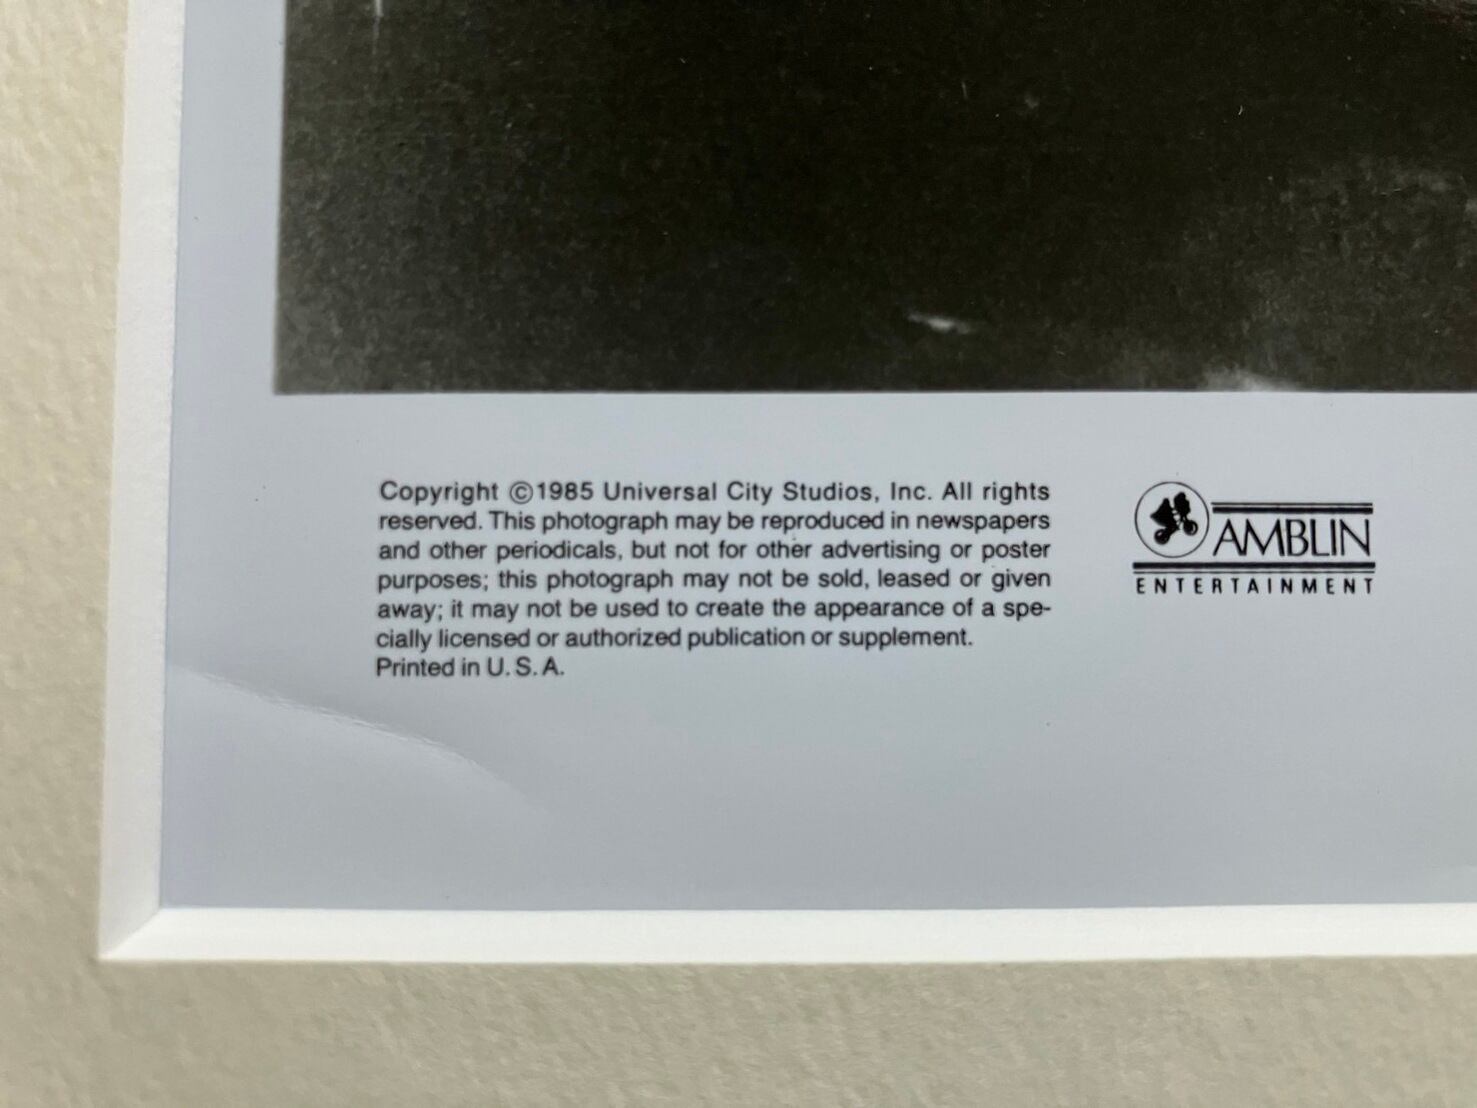 Copyright ©1985 Universal City Studios, Inc. All rights
reserved. This photograph may be reproduced in newspapers
and other periodicals, but not for other advertising or poster
purposes; this photograph may not be sold, leased or given
away; it may not be used to create the appearance of a spe-
cially licensed or authorized publication or supplement.
Printed in U.S.A.
AMBLIN
ENTERTAINMENT